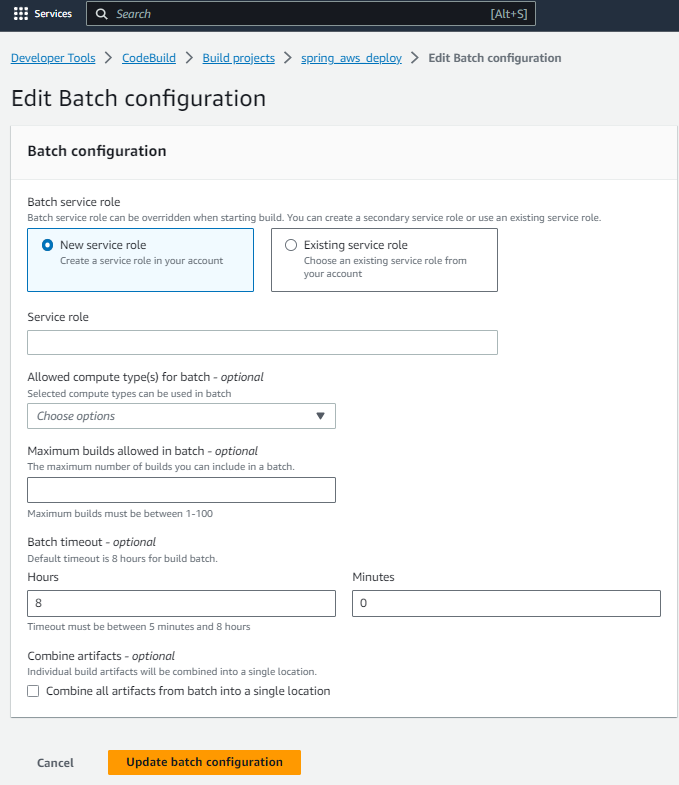 Services
Search
[Alt+S]
Developer Tools > CodeBuild > Build projects > spring_aws_deploy > Edit Batch configuration
Edit Batch configuration
Batch configuration
Batch service role
Batch service role can be overridden when starting build. You can create a secondary service role or use an existing service role.
New service role
Create a service role in your account
Existing service role
Choose an existing service role from
your account
Service role
Allowed compute type(s) for batch - optional
Selected compute types can be used in batch
Choose options
Maximum builds allowed in batch - optional
The maximum number of builds you can include in a batch.
Maximum builds must be between 1-100
Batch timeout - optional
Default timeout is 8 hours for build batch.
Hours
Minutes
8
0
Timeout must be between 5 minutes and 8 hours
Combine artifacts - optional
Individual build artifacts will be combined into a single location.
Combine all artifacts from batch into a single location
Cancel
Update batch configuration